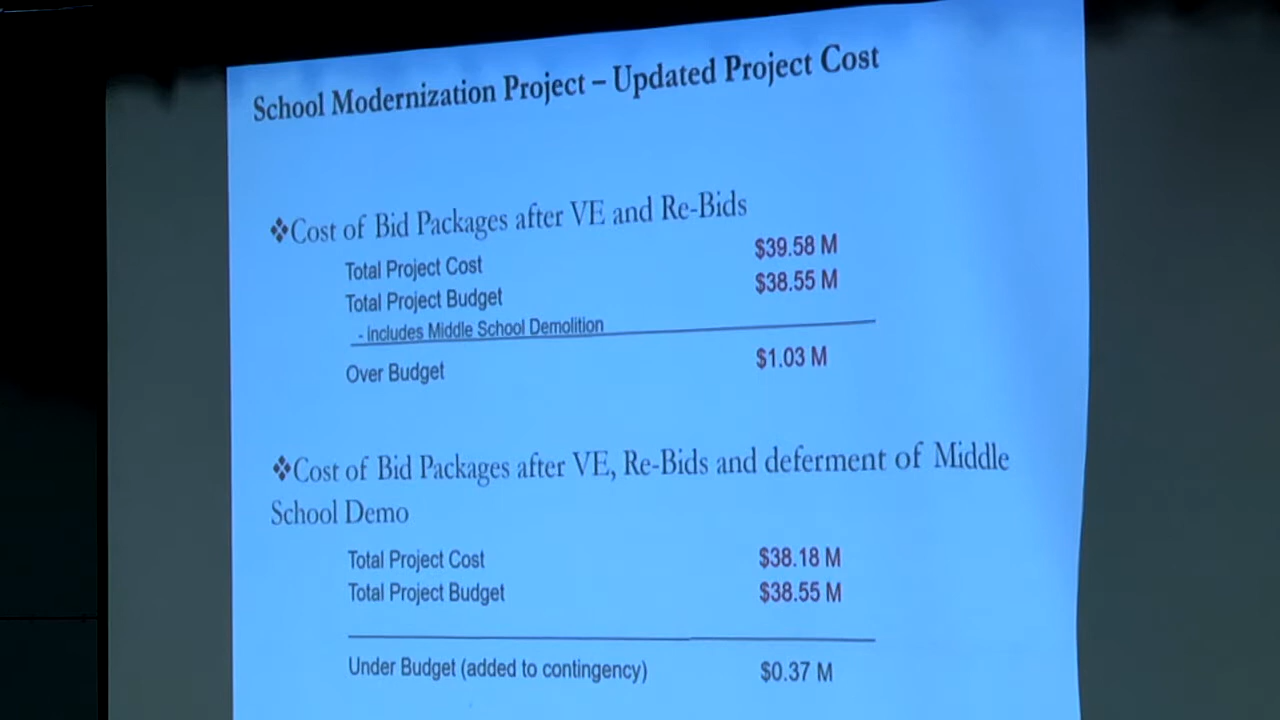 School Modernization Project – Updated Project Cost
❖Cost of Bid Packages after VE and Re-Bids
Total Project Cost $39.58 M
Total Project Budget $38.55 M
- Includes Middle School Demolition
Over Budget $1.03 M
❖Cost of Bid Packages after VE, Re-Bids and deferment of Middle
School Demo
Total Project Cost $38.18 M
Total Project Budget $38.55 M
Under Budget (added to contingency) $0.37 M